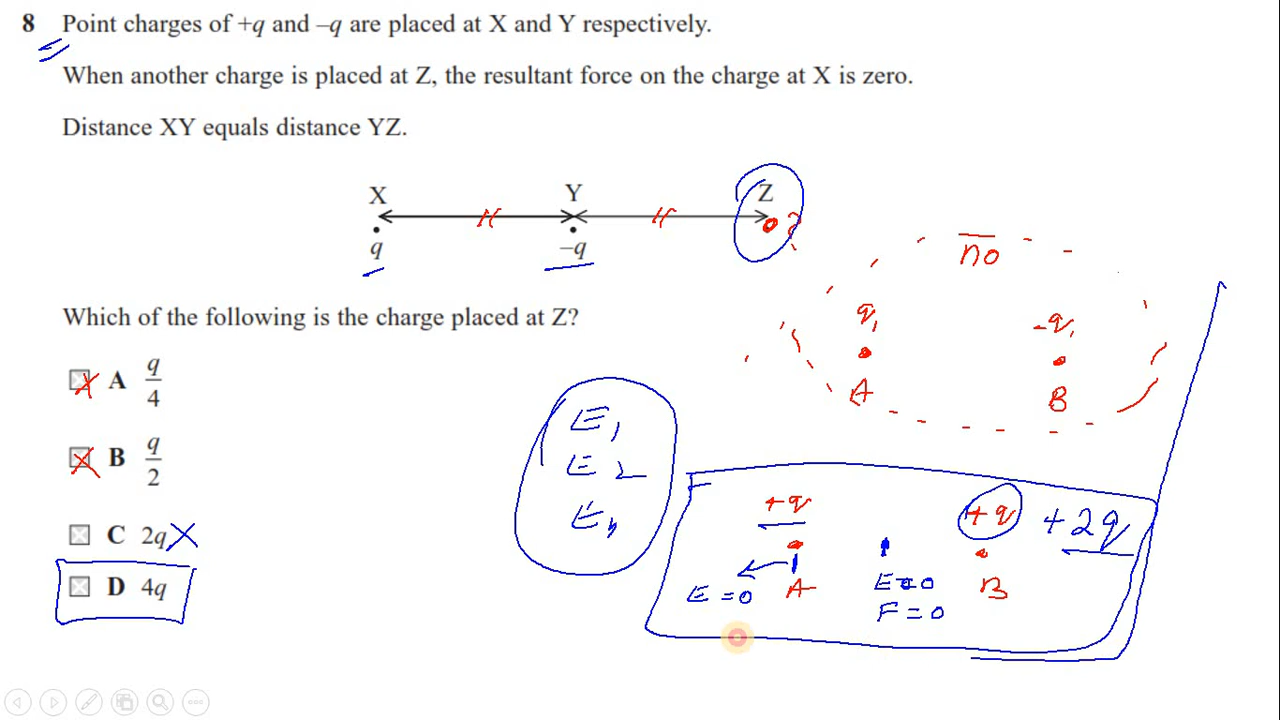 8 Point charges of +q and –q are placed at X and Y respectively.
When another charge is placed at Z, the resultant force on the charge at X is zero.
Distance XY equals distance YZ.
X Y Z
q –q ?
Which of the following is the charge placed at Z?
A q/4
B q/2
C 2q
D 4q
no
q₁ -q₁
A B
E₁
E₂
+q +q +2q
E=0 A E=0 B
F=0